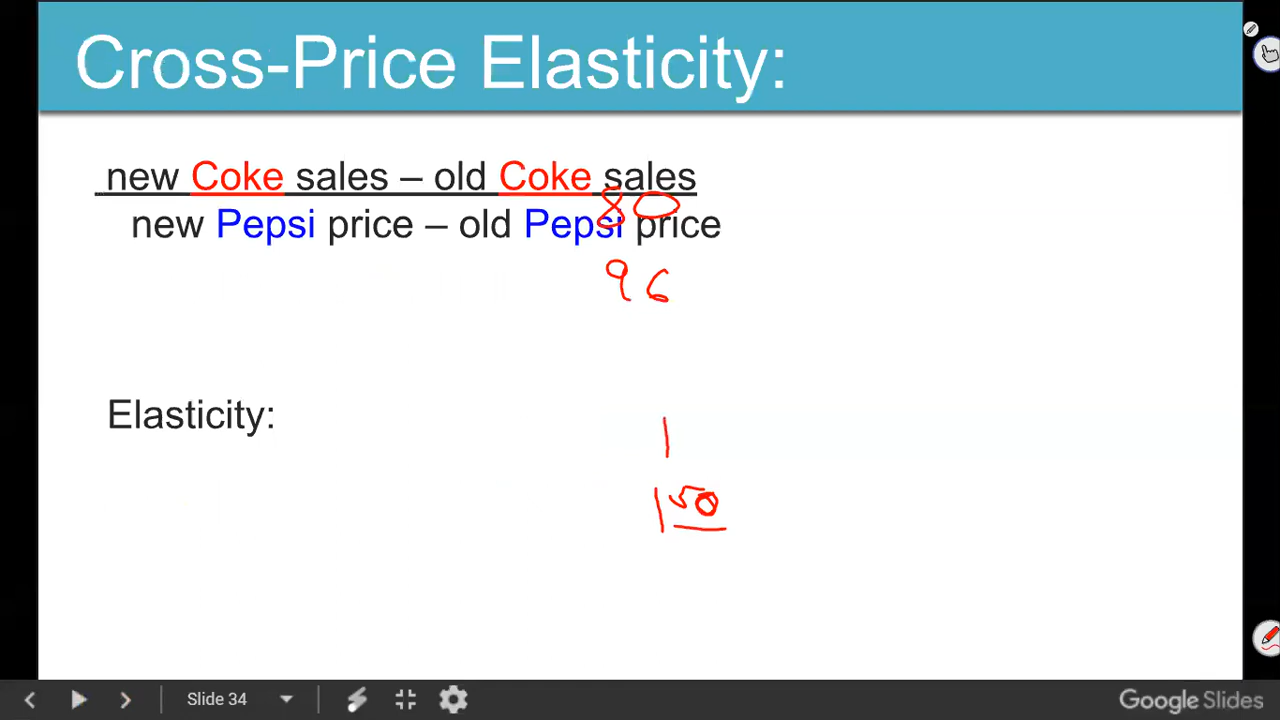 Cross-Price Elasticity:
new Coke sales – old Coke sales
80
new Pepsi price – old Pepsi price
96
Elasticity:
1
150
Slide 34
Google Slides